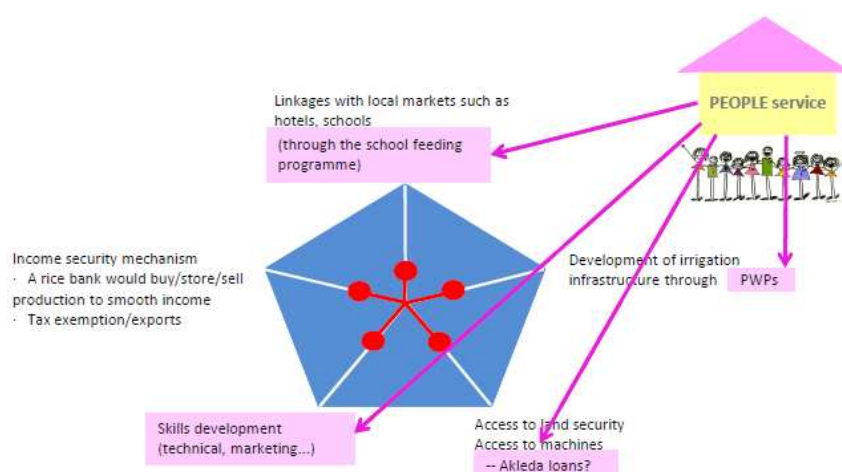 PEOPLE service
Linkages with local markets such as
hotels, schools
(through the school feeding
programme)
Income security mechanism
· A rice bank would buy/store/sell
production to smooth income
· Tax exemption/exports
Development of irrigation
infrastructure through PWPs
Skills development
(technical, marketing...)
Access to land security
Access to machines
-- Akleda loans?